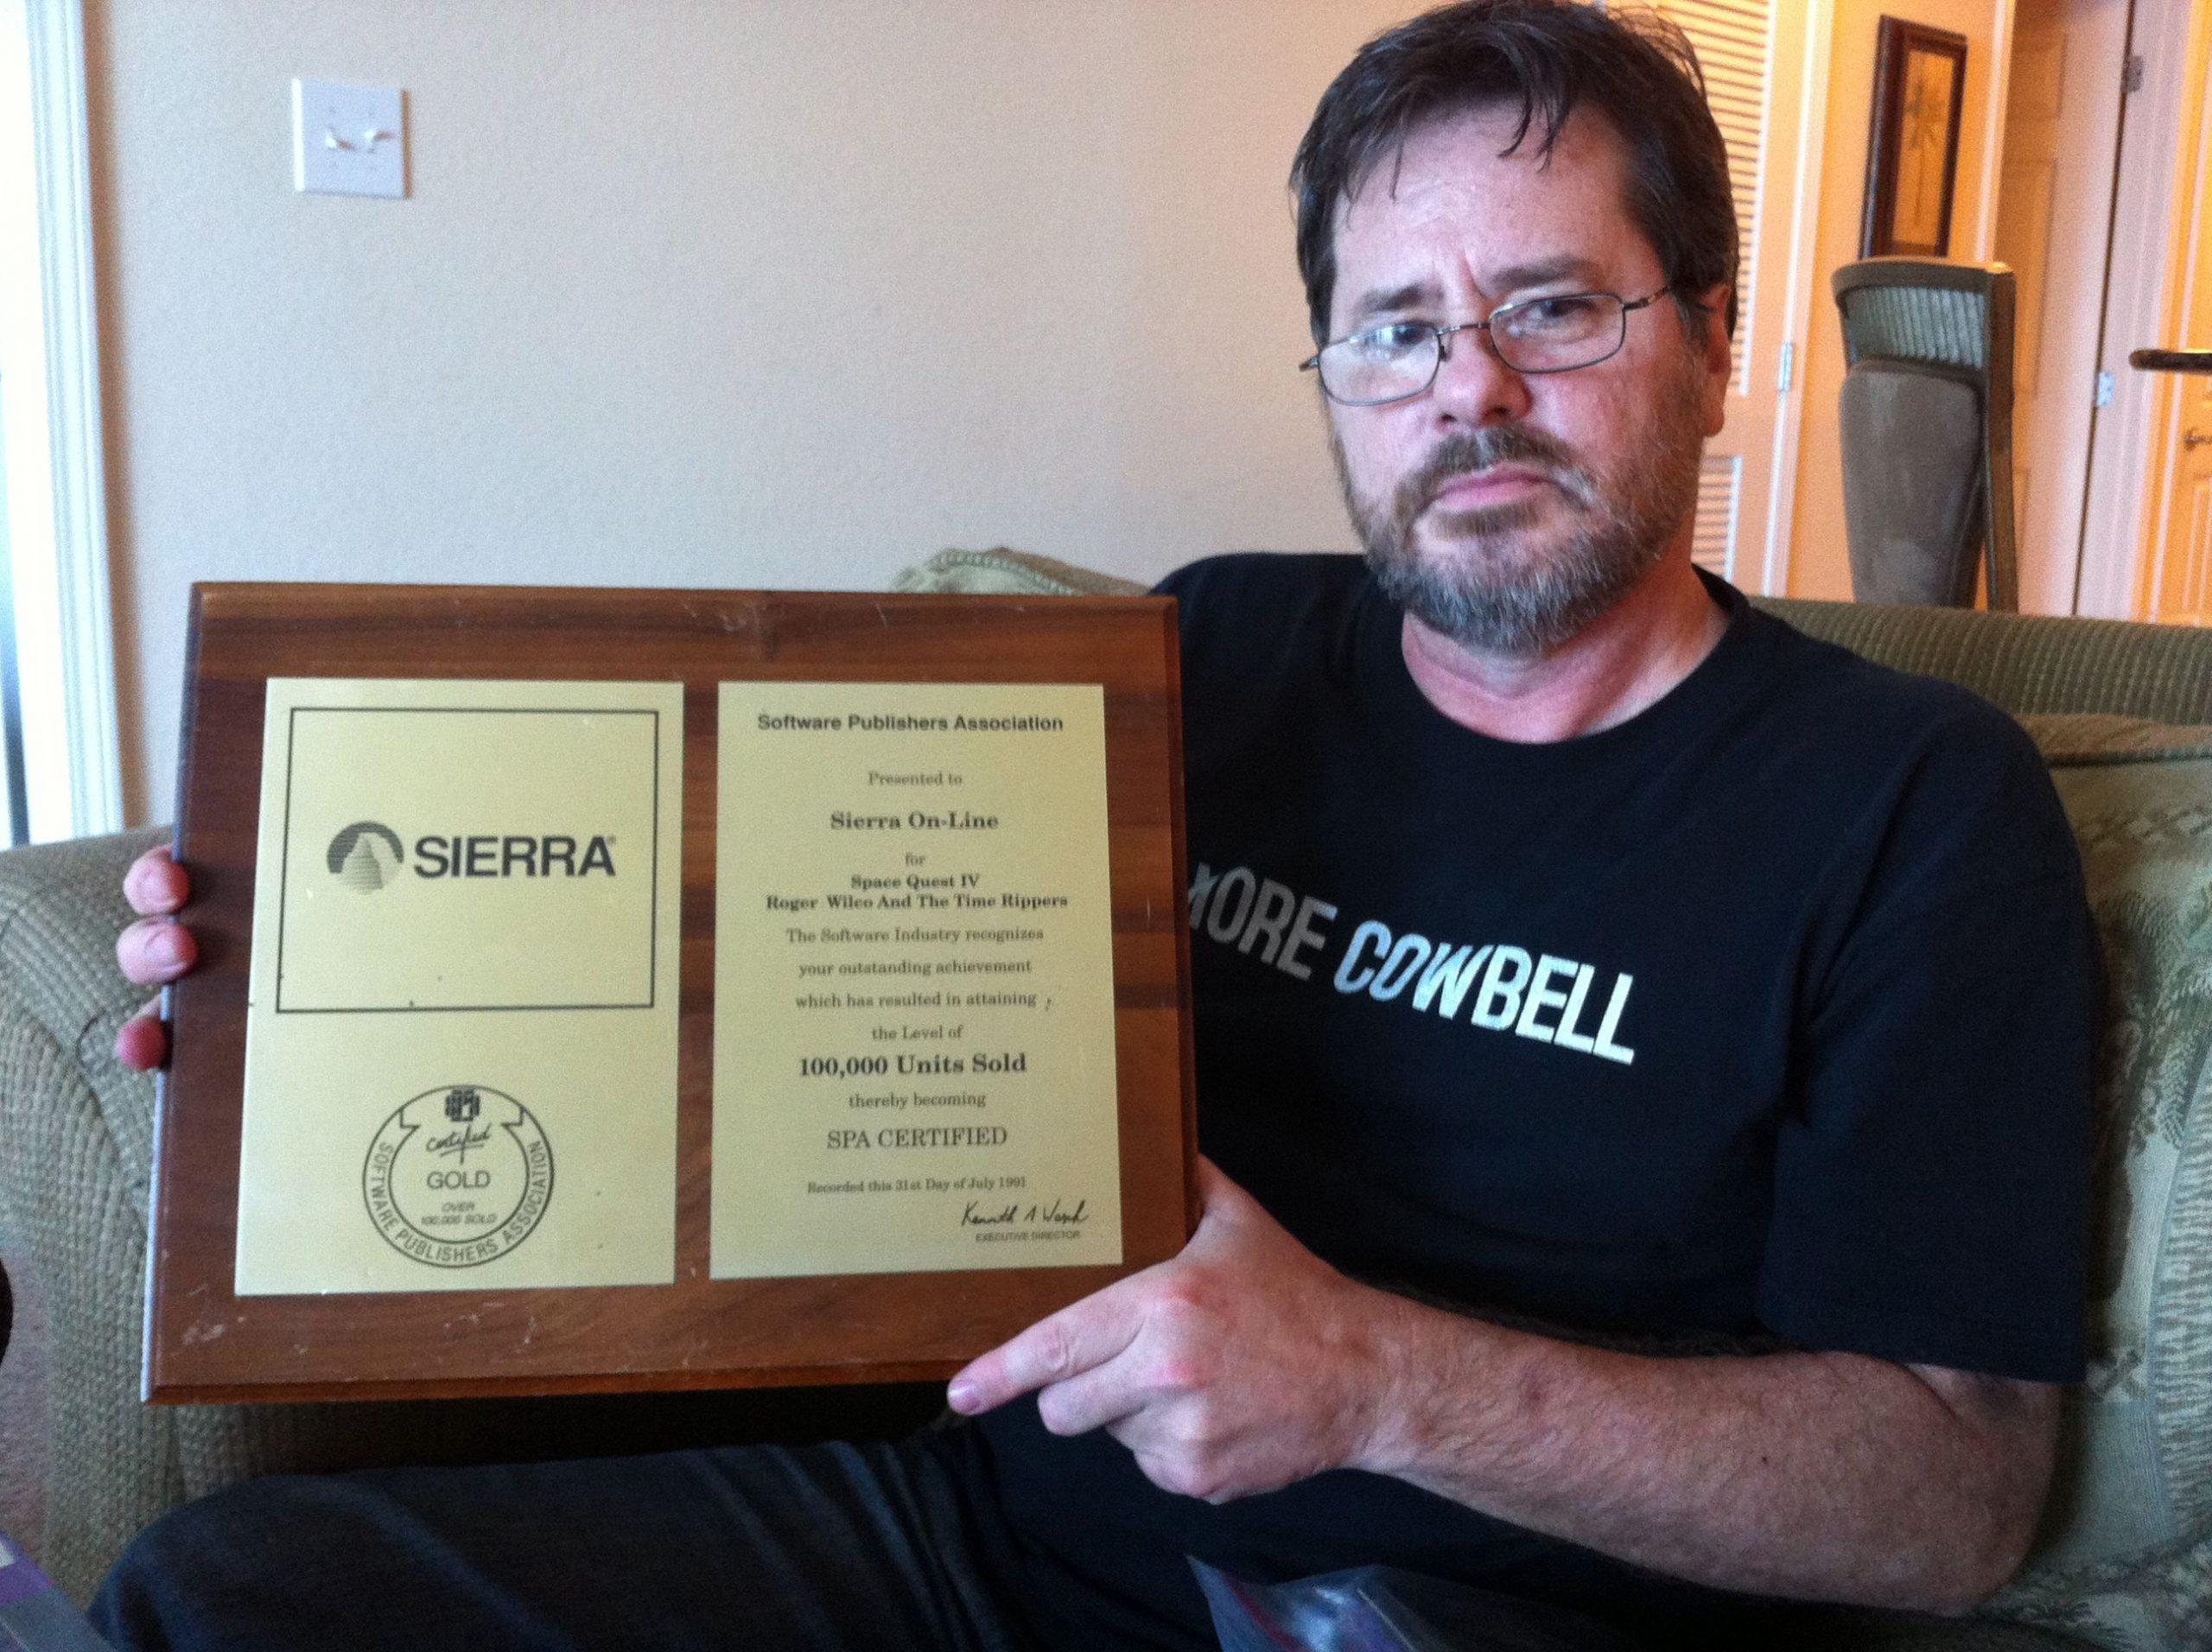 SIERRA®
certified
GOLD
OVER
100,000 SOLD
SOFTWARE PUBLISHERS ASSOCIATION
Software Publishers Association
Presented to
Sierra On-Line
for
Space Quest IV
Roger Wilco And The Time Rippers
The Software Industry recognizes
your outstanding achievement
which has resulted in attaining
the Level of
100,000 Units Sold
thereby becoming
SPA CERTIFIED
Recorded this 31st Day of July 1991
Kenneth A Wasch
EXECUTIVE DIRECTOR
MORE COWBELL